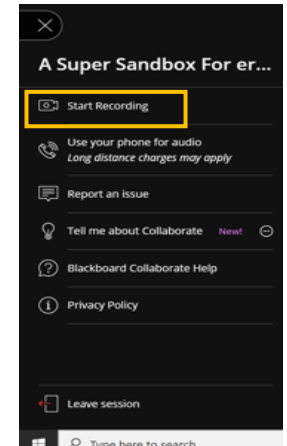 A Super Sandbox For er...
Start Recording
Use your phone for audio
Long distance charges may apply
Report an issue
Tell me about Collaborate New!
Blackboard Collaborate Help
Privacy Policy
Leave session
Type here to search